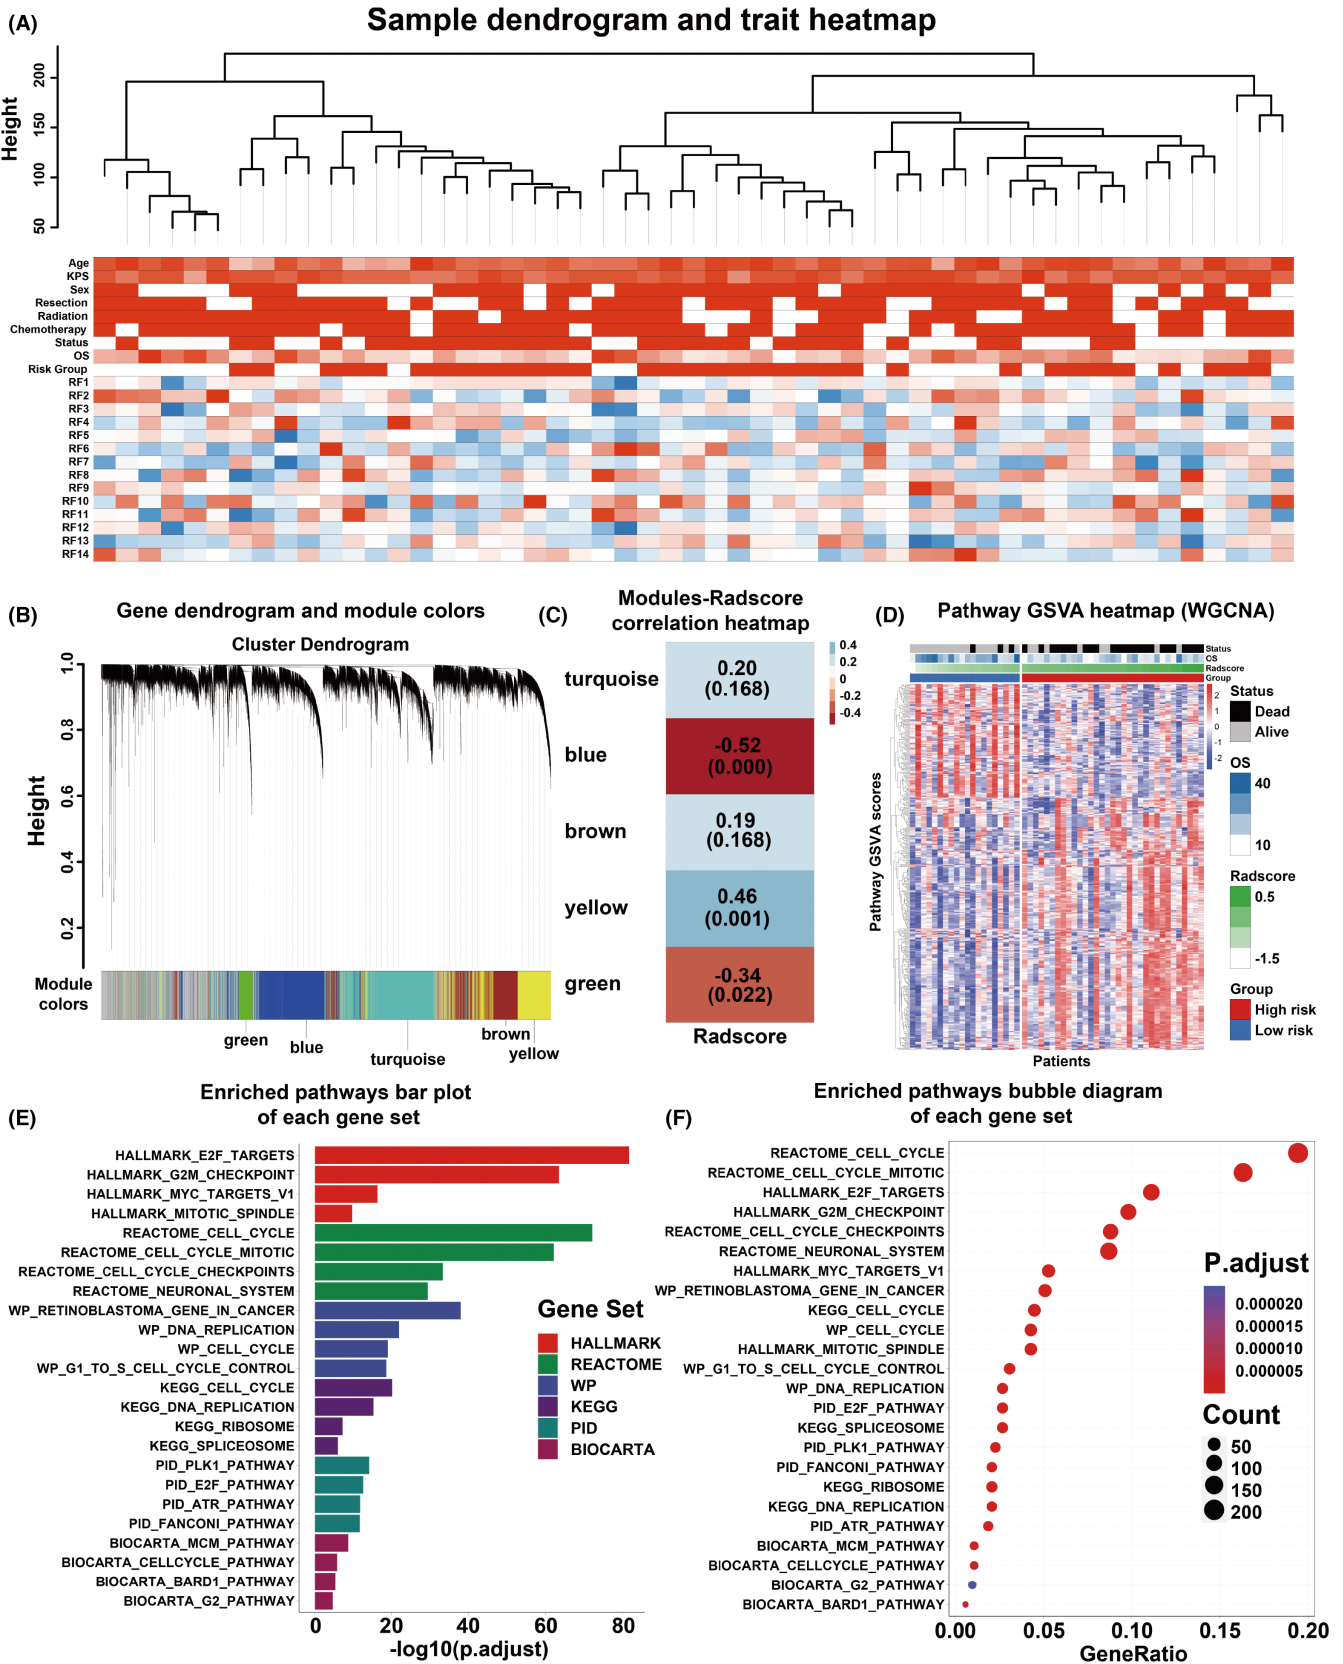 (A)
Sample dendrogram and trait heatmap
Height
200
150
100
50
Age
KPS
Sex
Resection
Radiation
Chemotherapy
Status
OS
Risk Group
RF1
RF2
RF3
RF4
RF5
RF6
RF7
RF8
RF9
RF10
RF11
RF12
RF13
RF14
(B)
Gene dendrogram and module colors
Cluster Dendrogram
Height
1.0
0.8
0.6
0.4
0.2
Module
colors
green
blue
turquoise
brown
yellow
(C)
Modules-Radscore
correlation heatmap
turquoise
0.20
(0.168)
blue
-0.52
(0.000)
brown
0.19
(0.168)
yellow
0.46
(0.001)
green
-0.34
(0.022)
Radscore
0.4
0.2
0
-0.2
-0.4
(D)
Pathway GSVA heatmap (WGCNA)
Status
OS
Radscore
Group
2
1
0
-1
-2
Pathway GSVA scores
Patients
Status
Dead
Alive
OS
40
10
Radscore
0.5
-1.5
Group
High risk
Low risk
(E)
Enriched pathways bar plot
of each gene set
HALLMARK_E2F_TARGETS
HALLMARK_G2M_CHECKPOINT
HALLMARK_MYC_TARGETS_V1
HALLMARK_MITOTIC_SPINDLE
REACTOME_CELL_CYCLE
REACTOME_CELL_CYCLE_MITOTIC
REACTOME_CELL_CYCLE_CHECKPOINTS
REACTOME_NEURONAL_SYSTEM
WP_RETINOBLASTOMA_GENE_IN_CANCER
WP_DNA_REPLICATION
WP_CELL_CYCLE
WP_G1_TO_S_CELL_CYCLE_CONTROL
KEGG_CELL_CYCLE
KEGG_DNA_REPLICATION
KEGG_RIBOSOME
KEGG_SPLICEOSOME
PID_PLK1_PATHWAY
PID_E2F_PATHWAY
PID_ATR_PATHWAY
PID_FANCONI_PATHWAY
BIOCARTA_MCM_PATHWAY
BIOCARTA_CELLCYCLE_PATHWAY
BIOCARTA_BARD1_PATHWAY
BIOCARTA_G2_PATHWAY
0 20 40 60 80
-log10(p.adjust)
Gene Set
HALLMARK
REACTOME
WP
KEGG
PID
BIOCARTA
(F)
Enriched pathways bubble diagram
of each gene set
REACTOME_CELL_CYCLE
REACTOME_CELL_CYCLE_MITOTIC
HALLMARK_E2F_TARGETS
HALLMARK_G2M_CHECKPOINT
REACTOME_CELL_CYCLE_CHECKPOINTS
REACTOME_NEURONAL_SYSTEM
HALLMARK_MYC_TARGETS_V1
WP_RETINOBLASTOMA_GENE_IN_CANCER
KEGG_CELL_CYCLE
WP_CELL_CYCLE
HALLMARK_MITOTIC_SPINDLE
WP_G1_TO_S_CELL_CYCLE_CONTROL
WP_DNA_REPLICATION
PID_E2F_PATHWAY
KEGG_SPLICEOSOME
PID_PLK1_PATHWAY
PID_FANCONI_PATHWAY
KEGG_RIBOSOME
KEGG_DNA_REPLICATION
PID_ATR_PATHWAY
BIOCARTA_MCM_PATHWAY
BIOCARTA_CELLCYCLE_PATHWAY
BIOCARTA_G2_PATHWAY
BIOCARTA_BARD1_PATHWAY
0.00 0.05 0.10 0.15 0.20
GeneRatio
P.adjust
0.000020
0.000015
0.000010
0.000005
Count
50
100
150
200